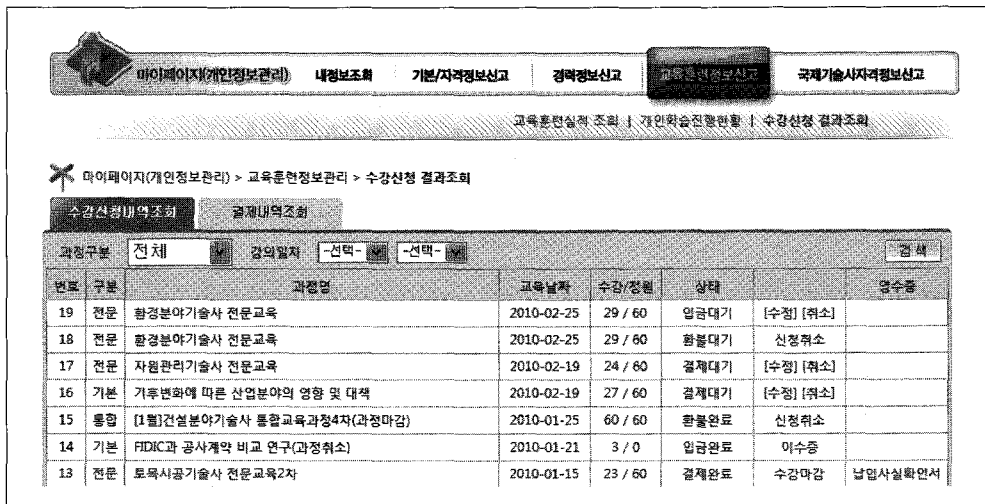 마이페이지(개인정보관리) 내정보조회 기본/자격정보신고 경력정보신고 교육훈련정보신고 국제기술사자격정보신고
교육훈련실적 조회 | 개인학습진행현황 | 수강신청 결과조회
마이페이지(개인정보관리) > 교육훈련정보관리 > 수강신청 결과조회
수강신청내역조회 결제내역조회
과정구분 전체 강의일자 -선택- -선택- 검색
번호 구분 과정명 교육날짜 수강/정원 상태 영수증
19 전문 환경분야기술사 전문교육 2010-02-25 29 / 60 입금대기 [수정] [취소]
18 전문 환경분야기술사 전문교육 2010-02-25 29 / 60 환불대기 신청취소
17 전문 자원관리기술사 전문교육 2010-02-19 24 / 60 결제대기 [수정] [취소]
16 기본 기후변화에 따른 산업분야의 영향 및 대책 2010-02-19 27 / 60 결제대기 [수정] [취소]
15 통합 [1월]건설분야기술사 통합교육과정4차(과정마감) 2010-01-25 60 / 60 환불완료 신청취소
14 기본 FIDIC과 공사계약 비교 연구(과정취소) 2010-01-21 3 / 0 입금완료 이수증
13 전문 토목시공기술사 전문교육2차 2010-01-15 23 / 60 결제완료 수강마감 납입사실확인서